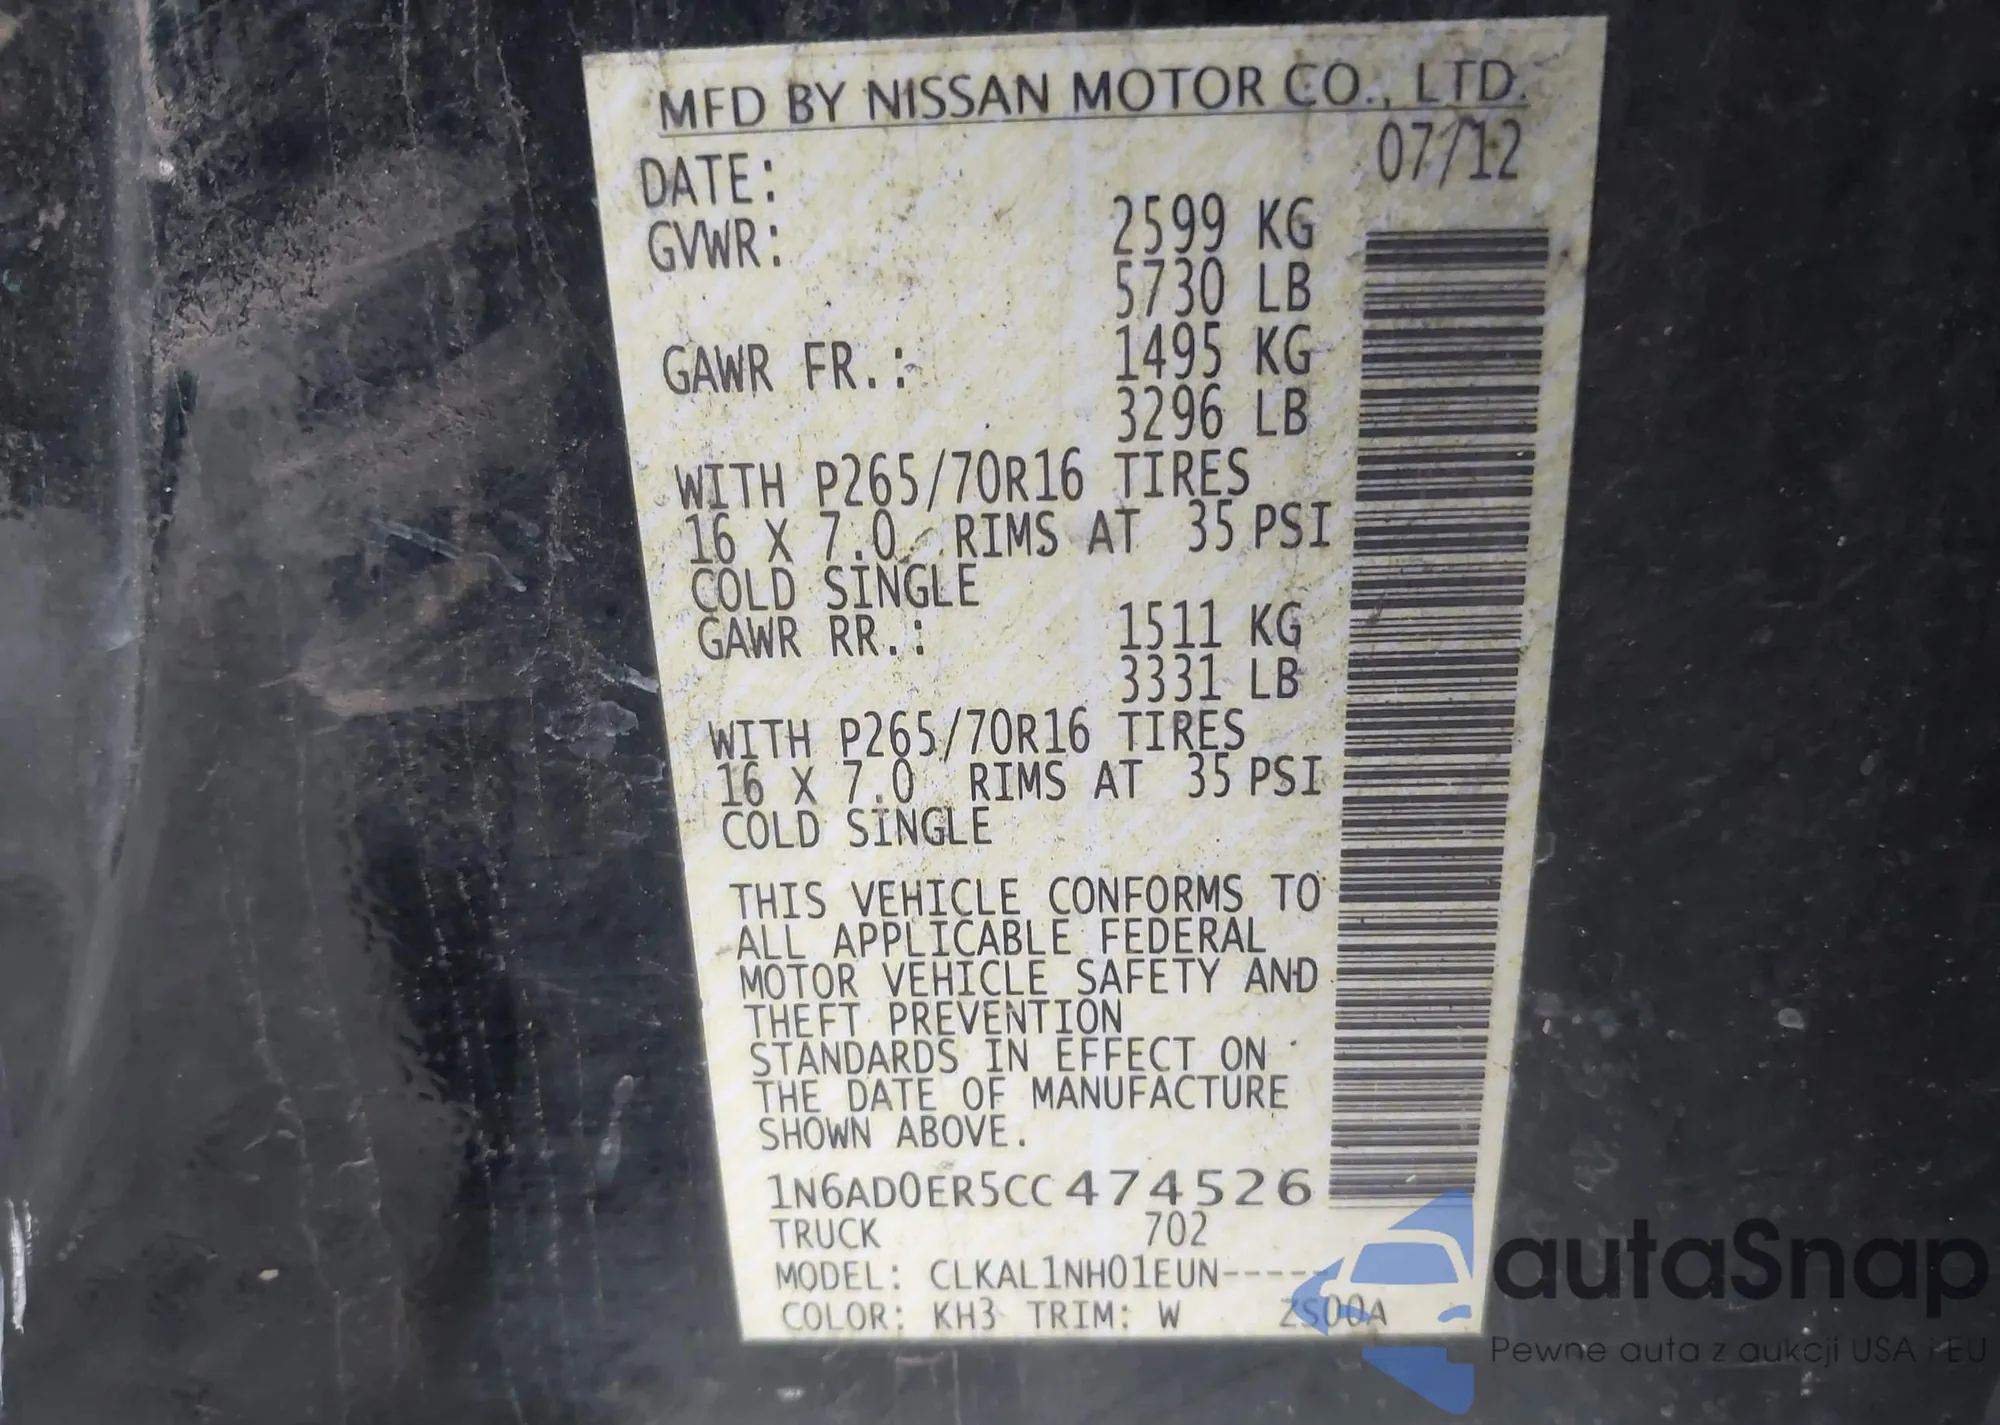 MFD BY NISSAN MOTOR CO., LTD.
DATE: 07/12
GVWR: 2599 KG
5730 LB
GAWR FR.: 1495 KG
3296 LB
WITH P265/70R16 TIRES
16 X 7.0 RIMS AT 35 PSI
COLD SINGLE
GAWR RR.: 1511 KG
3331 LB
WITH P265/70R16 TIRES
16 X 7.0 RIMS AT 35 PSI
COLD SINGLE
THIS VEHICLE CONFORMS TO
ALL APPLICABLE FEDERAL
MOTOR VEHICLE SAFETY AND
THEFT PREVENTION
STANDARDS IN EFFECT ON
THE DATE OF MANUFACTURE
SHOWN ABOVE.
1N6AD0ER5CC474526
TRUCK 702
MODEL: CLKAL1NH01EUN-----
COLOR: KH3 TRIM: W ZS00A
autaSnap
Pewne auta z aukcji USA i EU